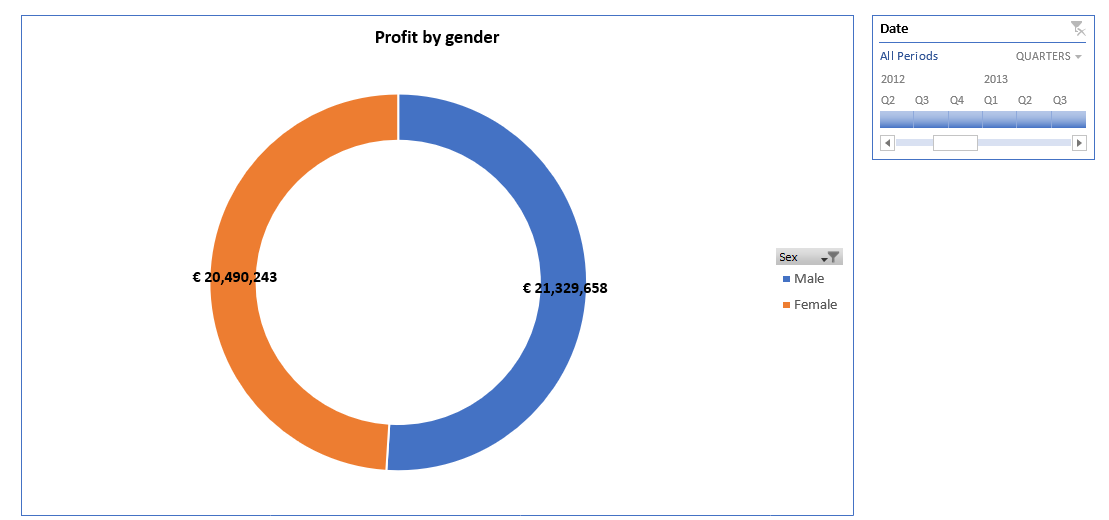 Profit by gender
€ 20,490,243
€ 21,329,658
Sex
Male
Female
Date
All Periods
QUARTERS
2012 2013
Q2 Q3 Q4 Q1 Q2 Q3